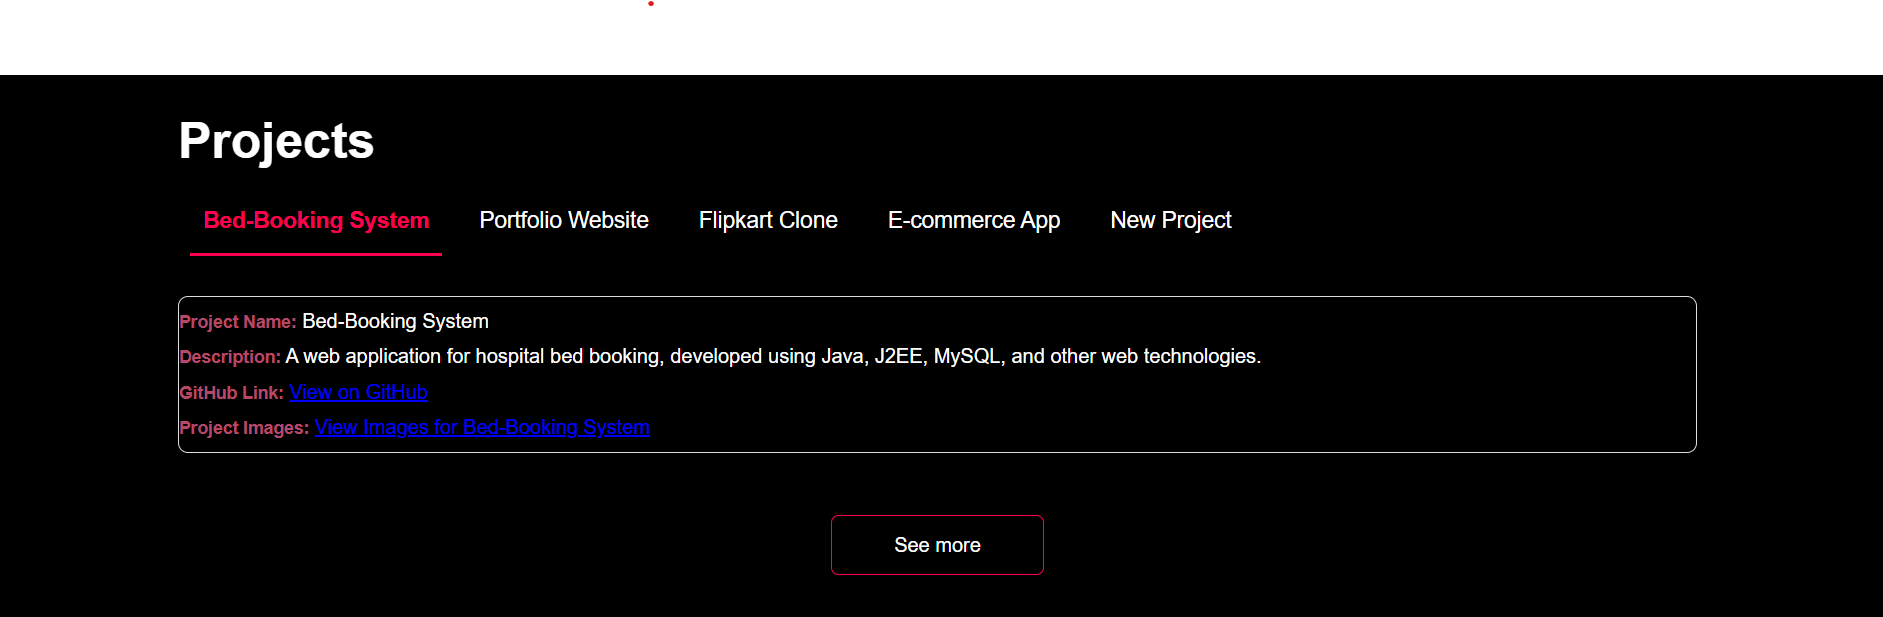 Projects
Bed-Booking System Portfolio Website Flipkart Clone E-commerce App New Project
Project Name: Bed-Booking System
Description: A web application for hospital bed booking, developed using Java, J2EE, MySQL, and other web technologies.
GitHub Link: View on GitHub
Project Images: View Images for Bed-Booking System
See more